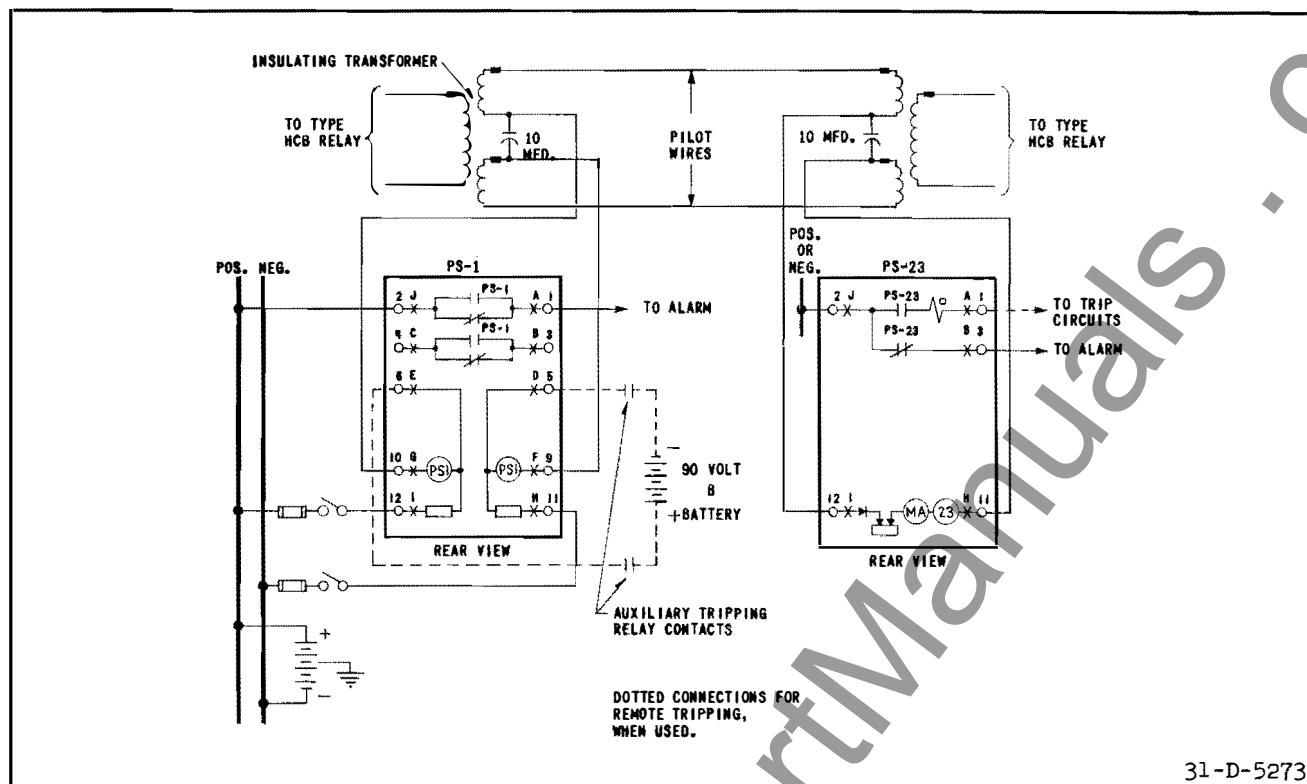 INSULATING TRANSFORMER
TO TYPE
HCB RELAY
10
MFD.
PILOT
WIRES
10 MFD.
TO TYPE
HCB RELAY
POS. NEG.
PS-1
2 J
PS-1
A 1
TO ALARM
4 C
PS-1
B 3
6 E
D 5
10 G
PS1
PS1
F 9
12 I
H 11
REAR VIEW
-
90 VOLT
B
+BATTERY
AUXILIARY TRIPPING
RELAY CONTACTS
+
-
POS.
OR
NEG.
PS-23
2 J
PS-23
A 1
TO TRIP
CIRCUITS
PS-23
B 3
TO ALARM
12 I
MA
23
H 11
REAR VIEW
DOTTED CONNECTIONS FOR
REMOTE TRIPPING,
WHEN USED.
31-D-5273
rtManuals . c